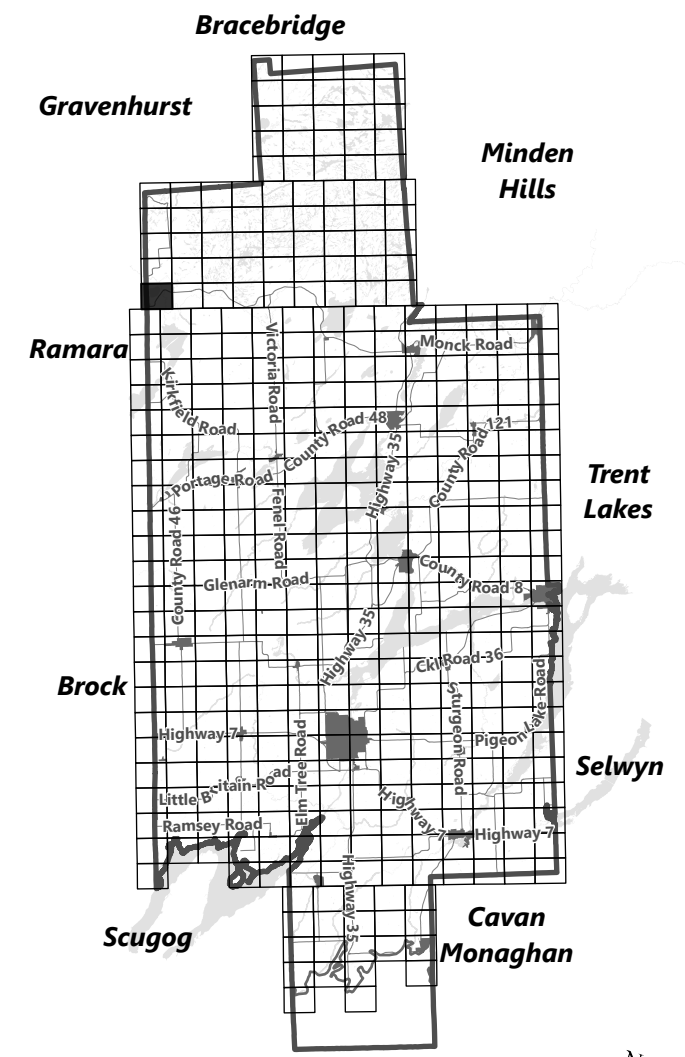 Bracebridge
Gravenhurst
Minden
Hills
Ramara
Monck Road
Victoria Road
Kirkfield Road
County Road 48
County Road 121
Highway 35
Portage Road
Trent
Lakes
Fenel Road
County Road 46
County Road 8
Glenarm Road
Highway 35
Ckl Road 36
Brock
Sturgeon Road
Pigeon Lake Road
Highway 7
Elm Tree Road
Selwyn
Little Britain Road
Highway 7
Ramsey Road
Highway 7
Highway 35
Scugog
Cavan
Monaghan
N